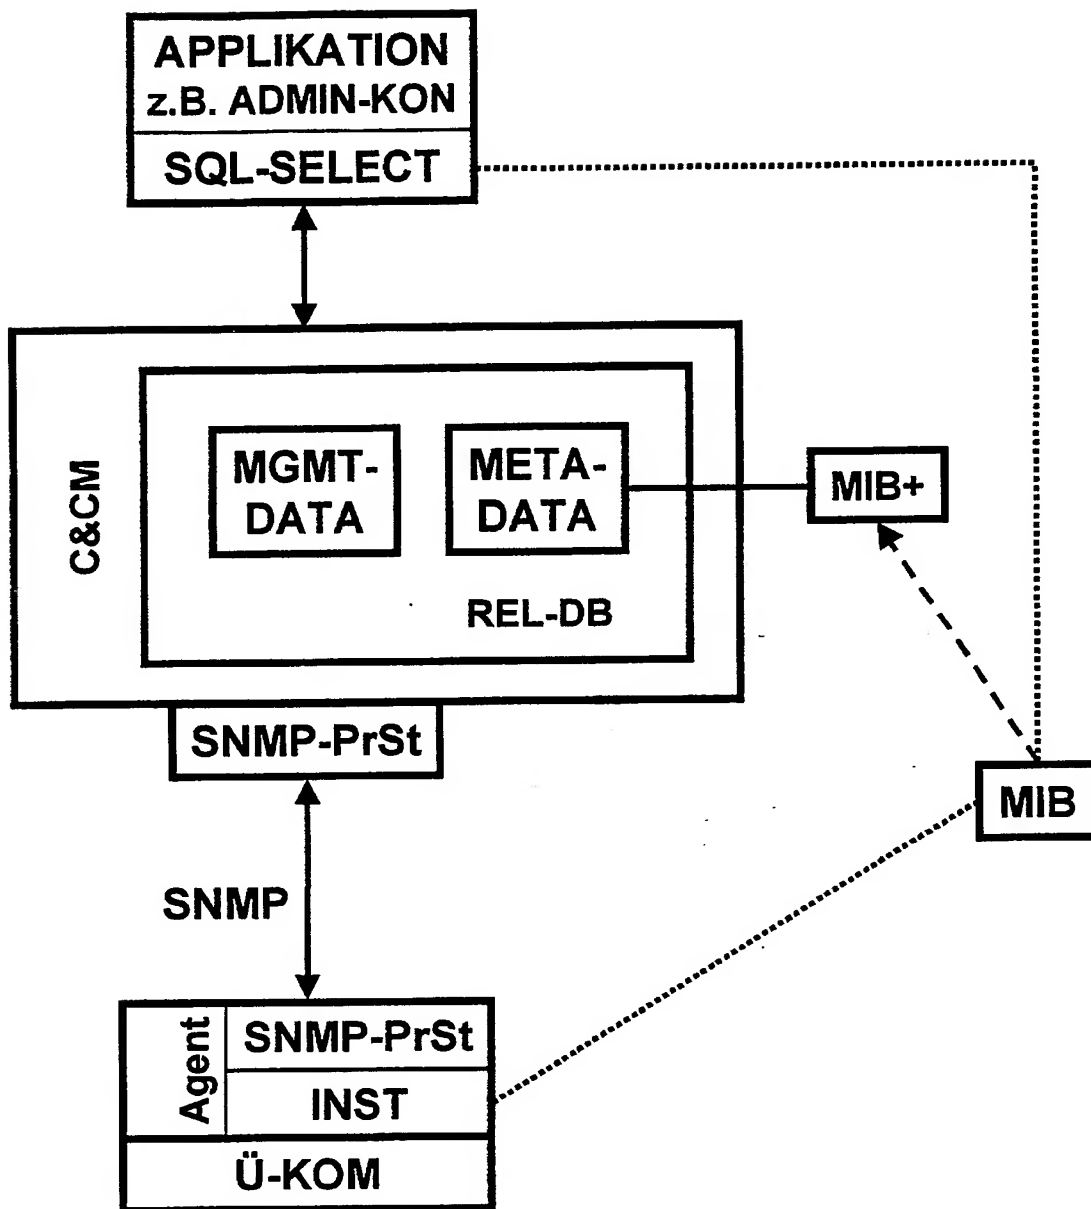 APPLIKATION
z.B. ADMIN-KON
SQL-SELECT
C&CM
MGMT-
DATA
META-
DATA
REL-DB
MIB+
SNMP-PrSt
MIB
SNMP
Agent
SNMP-PrSt
INST
Ü-KOM